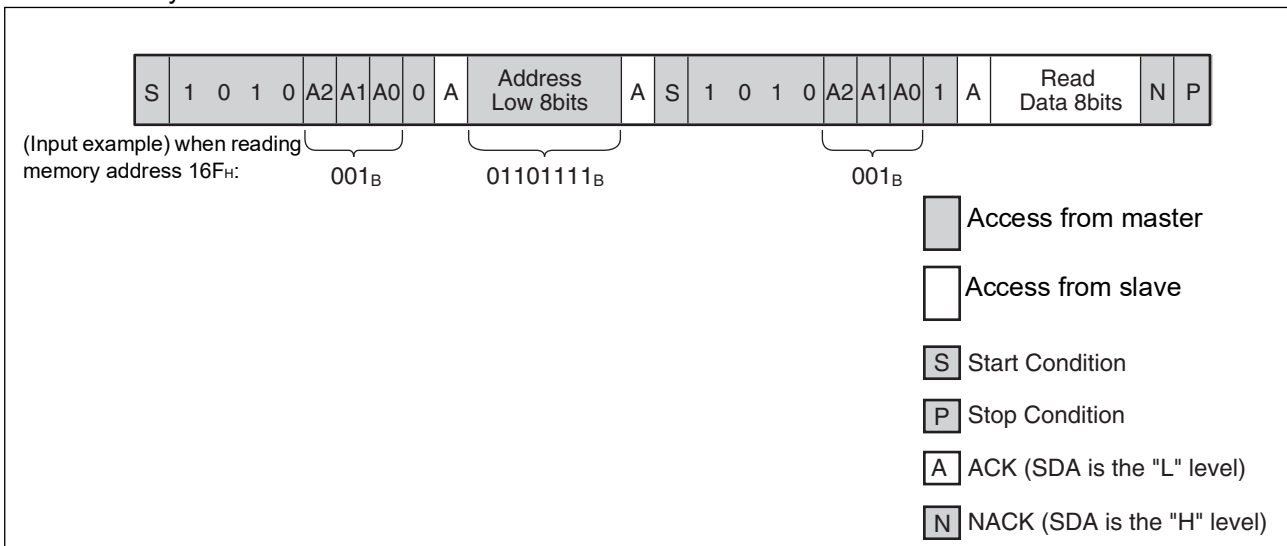 S 1 0 1 0 A2 A1 A0 0 A Address Low 8bits A S 1 0 1 0 A2 A1 A0 1 A Read Data 8bits N P
(Input example) when reading
memory address 16FH: 001B 01101111B 001B
Access from master
Access from slave
S Start Condition
P Stop Condition
A ACK (SDA is the "L" level)
N NACK (SDA is the "H" level)